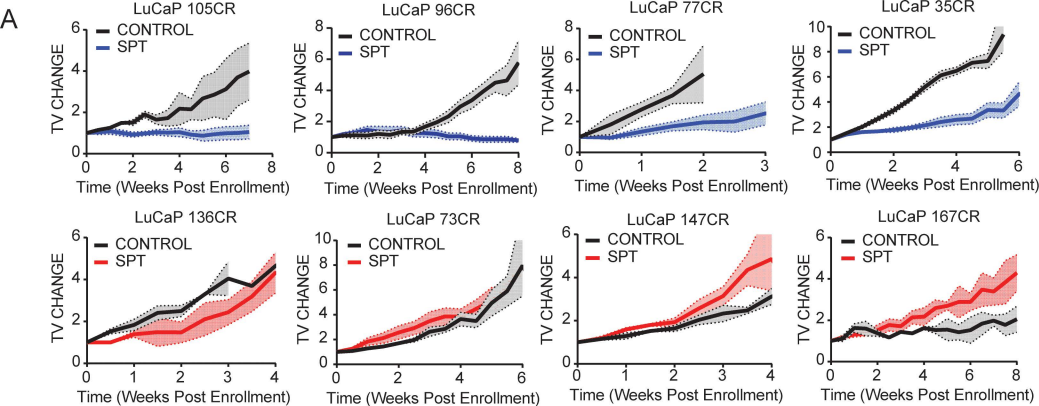 A
LuCaP 105CR
6
4
2
0
TV CHANGE
CONTROL
SPT
0 2 4 6 8
Time (Weeks Post Enrollment)
LuCaP 96CR
8
6
4
2
0
TV CHANGE
CONTROL
SPT
0 2 4 6 8
Time (Weeks Post Enrollment)
LuCaP 77CR
8
6
4
2
0
TV CHANGE
CONTROL
SPT
0 1 2 3
Time (Weeks Post Enrollment)
LuCaP 35CR
10
8
6
4
2
0
TV CHANGE
CONTROL
SPT
0 2 4 6
Time (Weeks Post Enrollment)
LuCaP 136CR
6
4
2
0
TV CHANGE
CONTROL
SPT
0 1 2 3 4
Time (Weeks Post Enrollment)
LuCaP 73CR
10
8
6
4
2
0
TV CHANGE
CONTROL
SPT
0 2 4 6
Time (Weeks Post Enrollment)
LuCaP 147CR
6
4
2
0
TV CHANGE
CONTROL
SPT
0 1 2 3 4
Time (Weeks Post Enrollment)
LuCaP 167CR
6
4
2
0
TV CHANGE
CONTROL
SPT
0 2 4 6 8
Time (Weeks Post Enrollment)